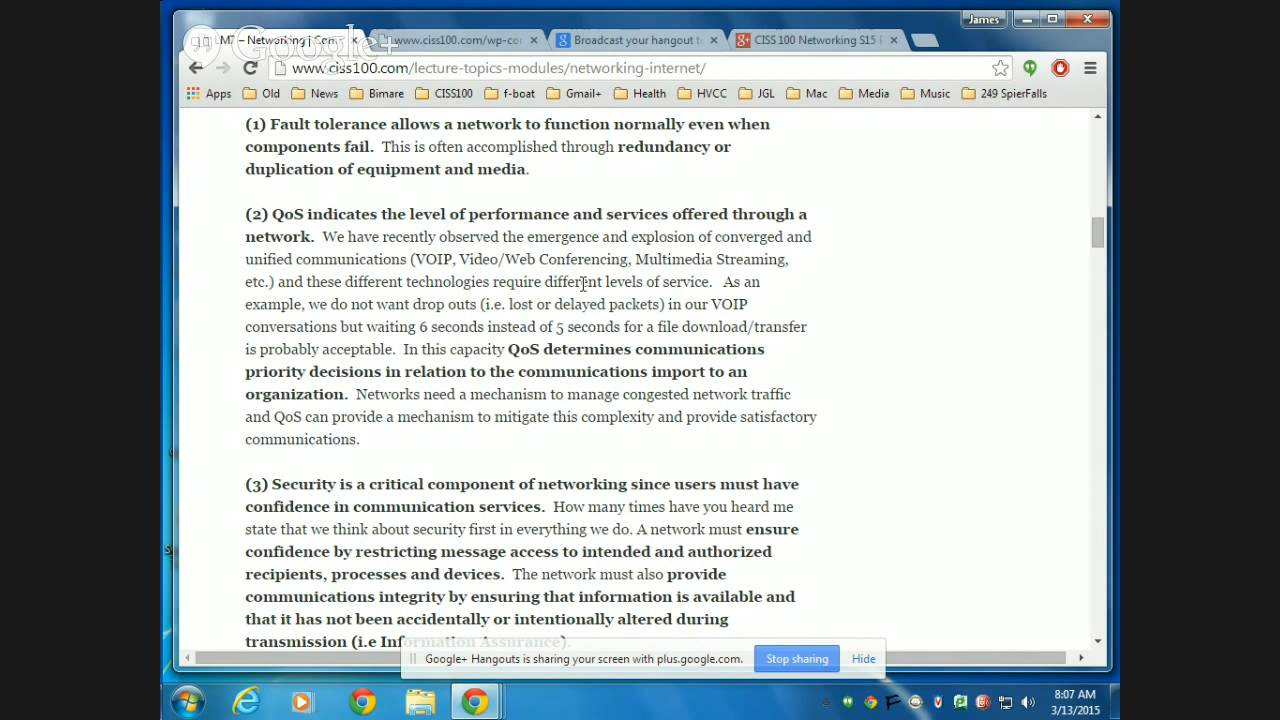 James
LM7 – Networking | Com
www.ciss100.com/wp-co
Broadcast your hangout t
CISS 100 Networking S15
Google+
www.ciss100.com/lecture-topics-modules/networking-internet/
Apps Old News Bimare CISS100 f-boat Gmail+ Health HVCC JGL Mac Media Music 249 SpierFalls
(1) Fault tolerance allows a network to function normally even when
components fail. This is often accomplished through redundancy or
duplication of equipment and media.
(2) QoS indicates the level of performance and services offered through a
network. We have recently observed the emergence and explosion of converged and
unified communications (VOIP, Video/Web Conferencing, Multimedia Streaming,
etc.) and these different technologies require different levels of service. As an
example, we do not want drop outs (i.e. lost or delayed packets) in our VOIP
conversations but waiting 6 seconds instead of 5 seconds for a file download/transfer
is probably acceptable. In this capacity QoS determines communications
priority decisions in relation to the communications import to an
organization. Networks need a mechanism to manage congested network traffic
and QoS can provide a mechanism to mitigate this complexity and provide satisfactory
communications.
(3) Security is a critical component of networking since users must have
confidence in communication services. How many times have you heard me
state that we think about security first in everything we do. A network must ensure
confidence by restricting message access to intended and authorized
recipients, processes and devices. The network must also provide
communications integrity by ensuring that information is available and
that it has not been accidentally or intentionally altered during
transmission (i.e Information Assurance).
Google+ Hangouts is sharing your screen with plus.google.com. Stop sharing Hide
8:07 AM
3/13/2015